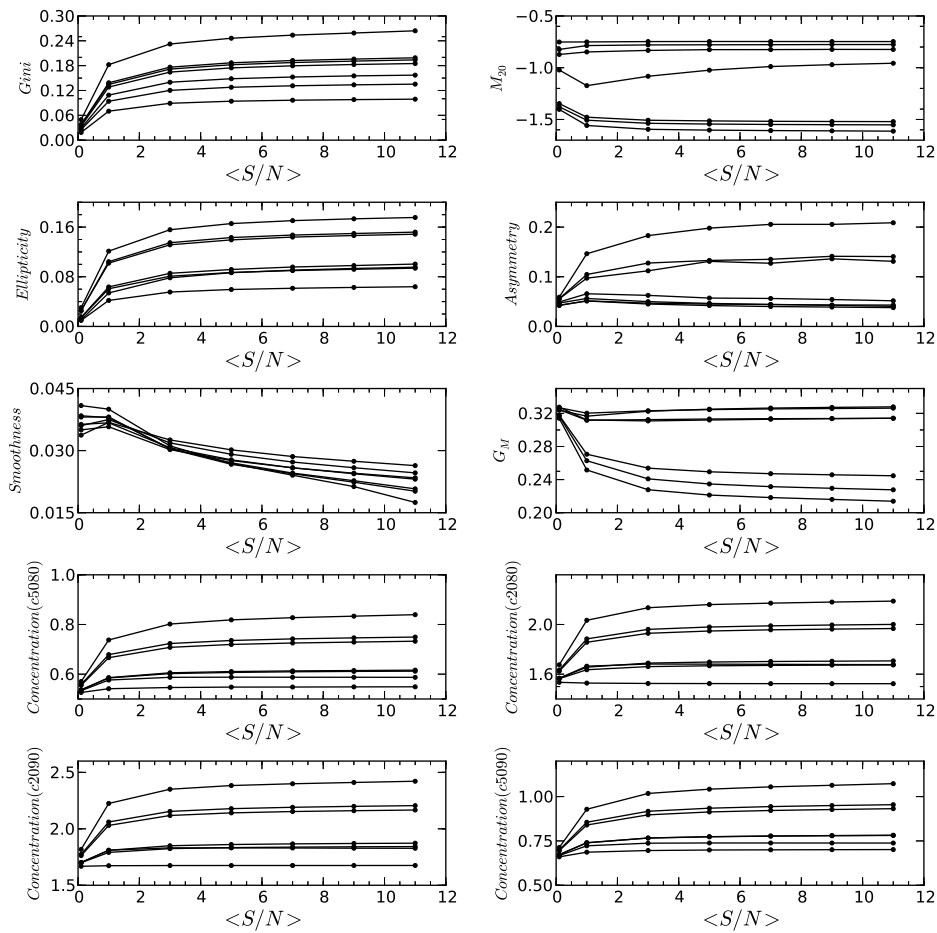 0.30
0.24
0.18
0.12
0.06
0.00
Gini
0 2 4 6 8 10 12
<S/N>
−0.5
−1.0
−1.5
M20
0 2 4 6 8 10 12
<S/N>
0.16
0.08
0.00
Ellipticity
0 2 4 6 8 10 12
<S/N>
0.2
0.1
0.0
Asymmetry
0 2 4 6 8 10 12
<S/N>
0.045
0.030
0.015
Smoothness
0 2 4 6 8 10 12
<S/N>
0.32
0.28
0.24
0.20
GM
0 2 4 6 8 10 12
<S/N>
1.0
0.8
0.6
Concentration(c5080)
0 2 4 6 8 10 12
<S/N>
2.0
1.6
Concentration(c2080)
0 2 4 6 8 10 12
<S/N>
2.5
2.0
1.5
Concentration(c2090)
0 2 4 6 8 10 12
<S/N>
1.00
0.75
0.50
Concentration(c5090)
0 2 4 6 8 10 12
<S/N>